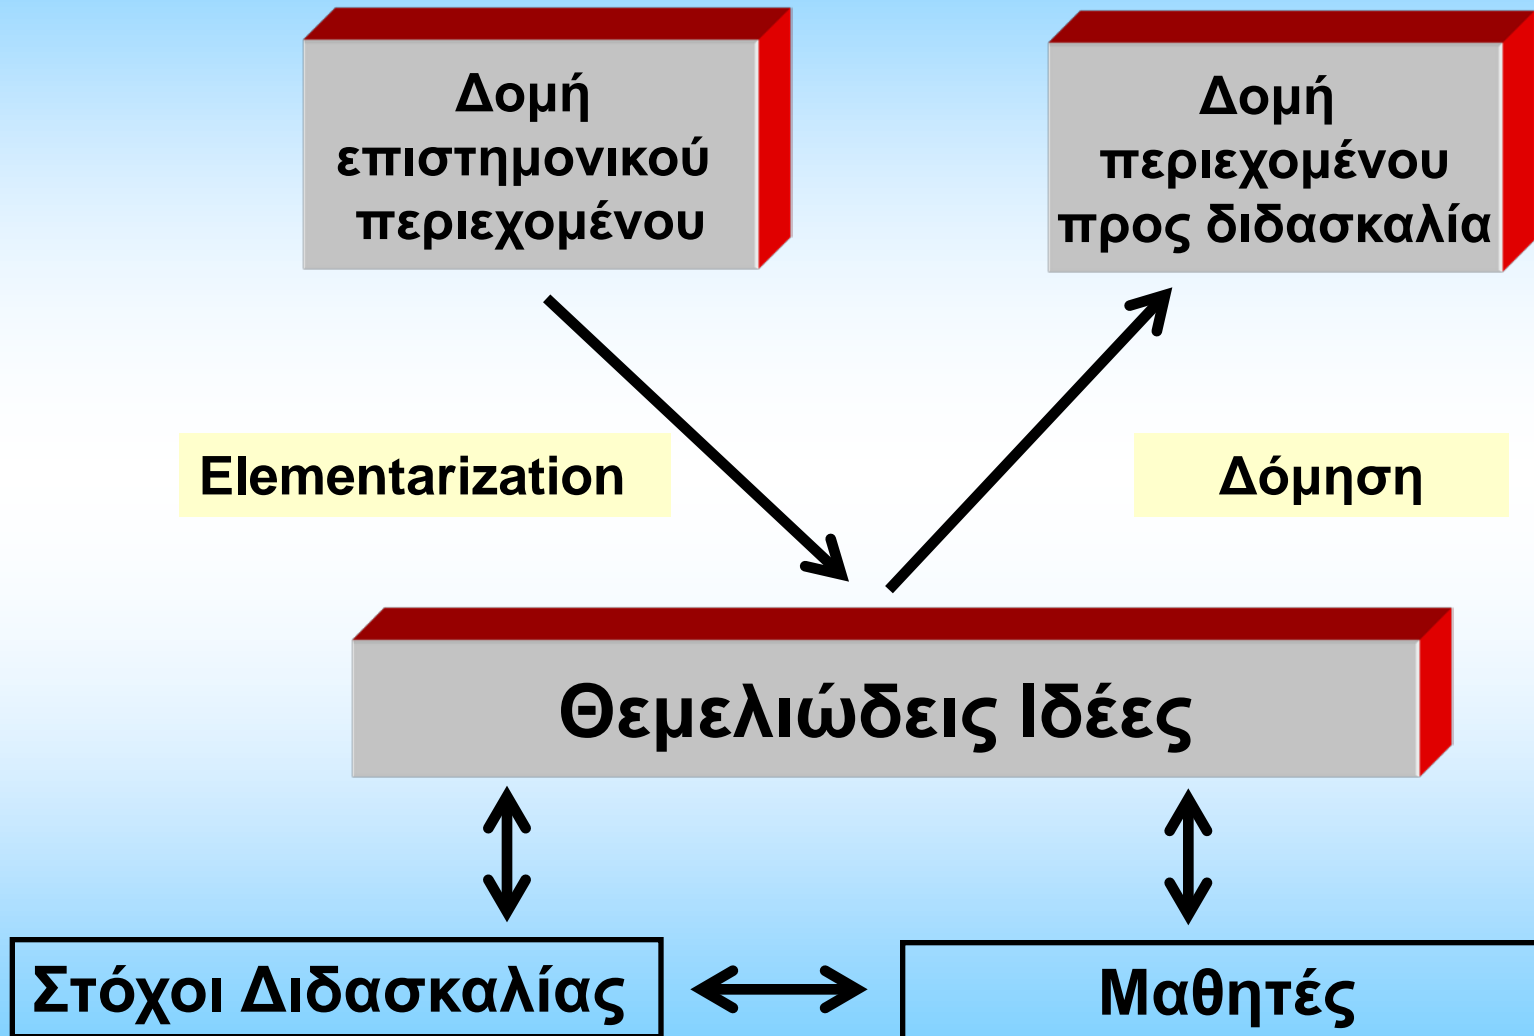 Δομή
επιστημονικού
περιεχομένου
Δομή
περιεχομένου
προς διδασκαλία
Elementarization
Δόμηση
Θεμελιώδεις Ιδέες
Στόχοι Διδασκαλίας
Μαθητές